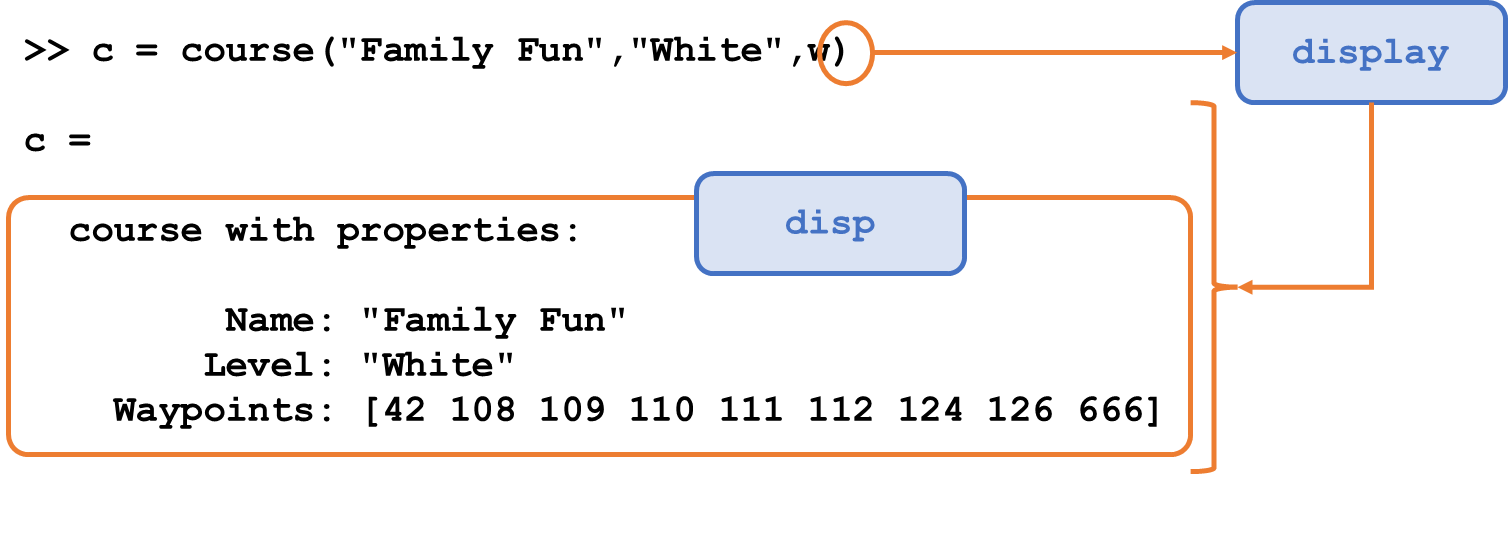 >> c = course("Family Fun","White",w)
display
c =
disp
course with properties:
Name: "Family Fun"
Level: "White"
Waypoints: [42 108 109 110 111 112 124 126 666]